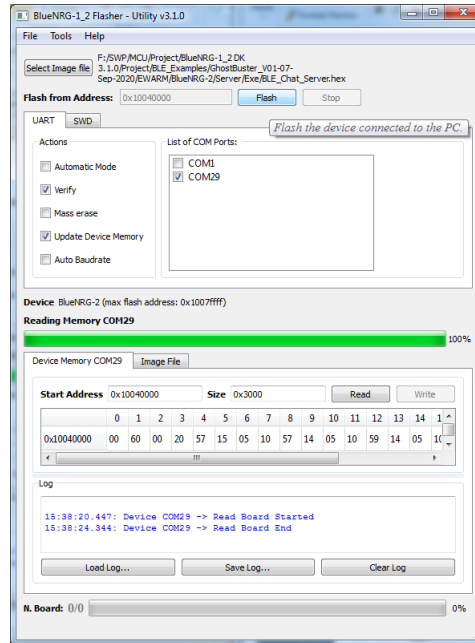 BlueNRG-1_2 Flasher - Utility v3.1.0
File Tools Help
Select Image file
F:/SWP/MCU/Project/BlueNRG-1_2 DK
3.1.0/Project/BLE_Examples/GhostBuster_V01-07-
Sep-2020/EWARM/BlueNRG-2/Server/Exe/BLE_Chat_Server.hex
Flash from Address: 0x10040000 Flash Stop
UART SWD
Flash the device connected to the PC.
Actions List of COM Ports:
Automatic Mode COM1
Verify COM29
Mass erase
Update Device Memory
Auto Baudrate
Device BlueNRG-2 (max flash address: 0x1007ffff)
Reading Memory COM29
100%
Device Memory COM29 Image File
Start Address 0x10040000 Size 0x3000 Read Write
0 1 2 3 4 5 6 7 8 9 10 11 12 13 14 1
0x10040000 00 60 00 20 57 15 05 10 57 14 05 10 59 14 05 10
Log
15:38:20.447: Device COM29 -> Read Board Started
15:38:24.344: Device COM29 -> Read Board End
Load Log... Save Log... Clear Log
N. Board: 0/0 0%